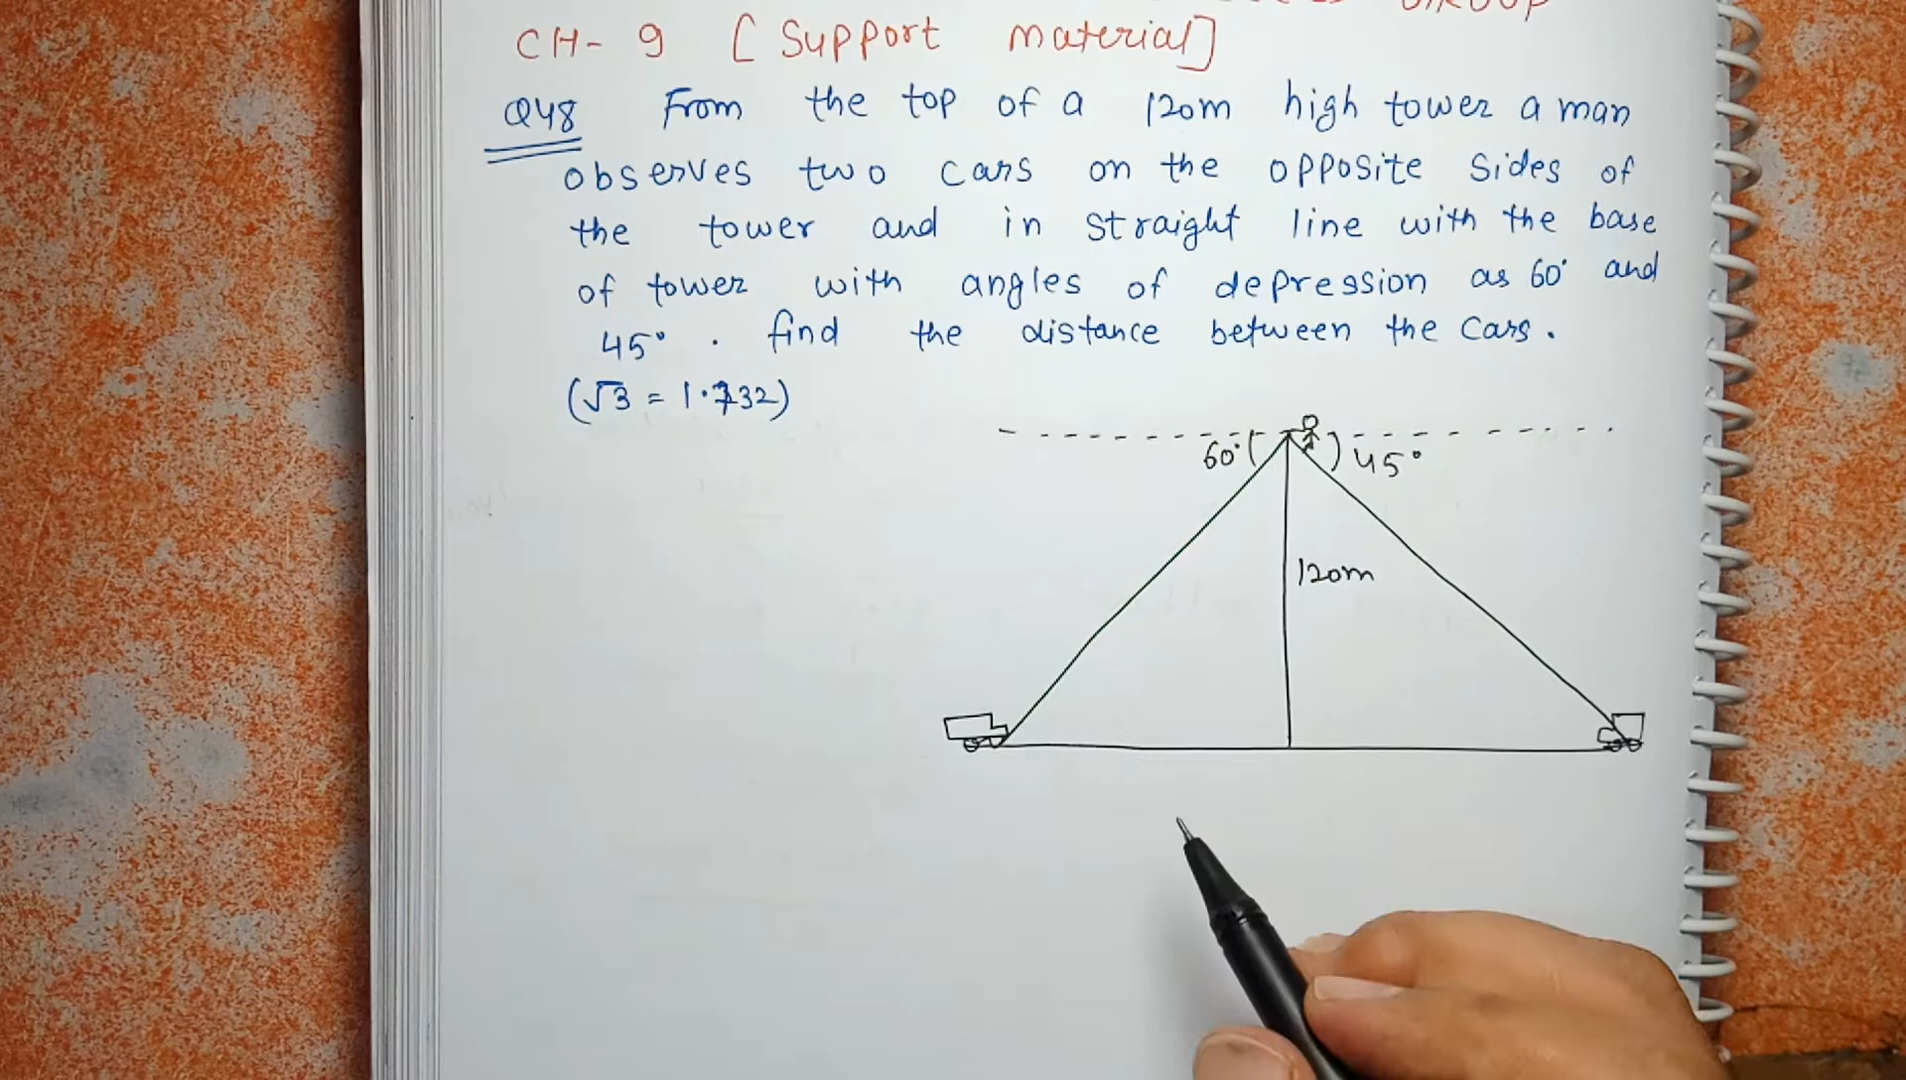 GROUP
CH- 9 [Support material]
Q48 From the top of a 120m high tower a man
observes two cars on the opposite sides of
the tower and in straight line with the base
of tower with angles of depression as 60° and
45° . find the distance between the cars.
(√3 = 1.732)
60° 45°
120m